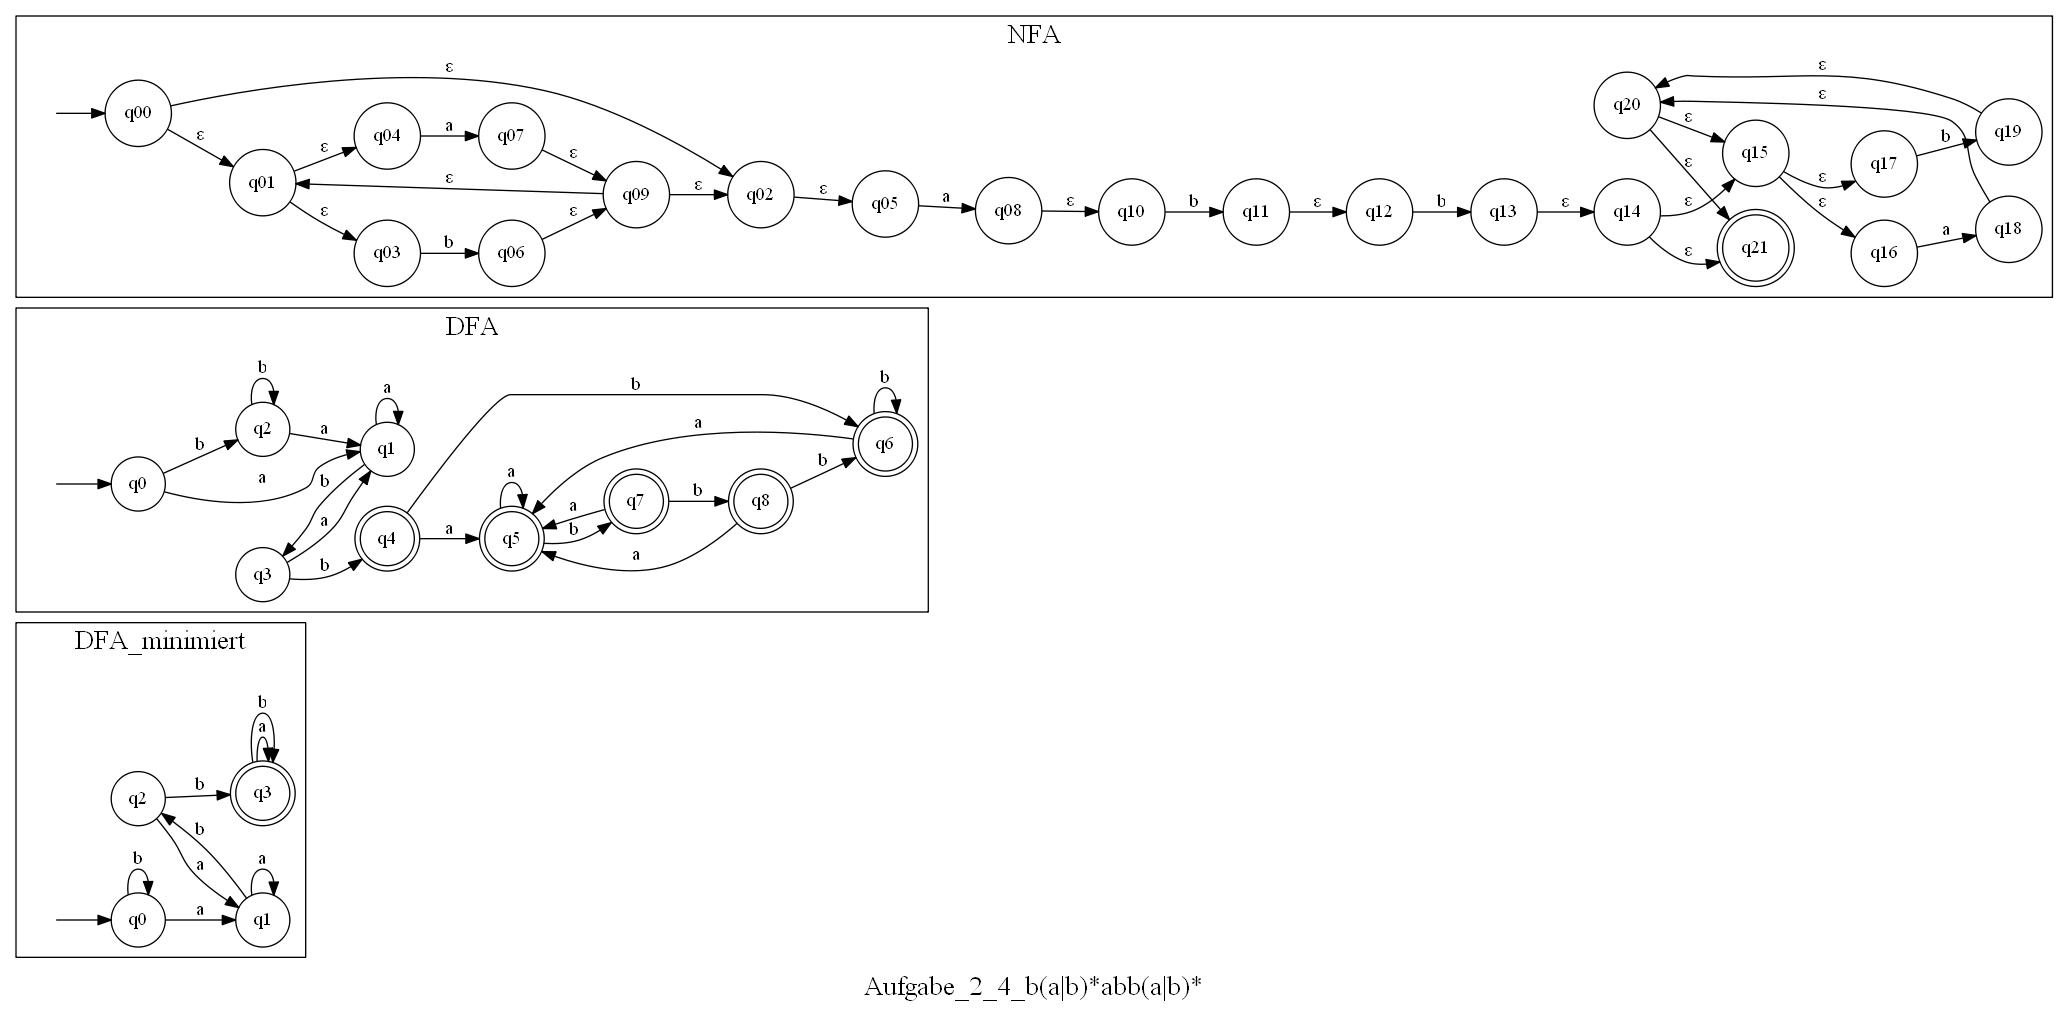 NFA
ε
ε
ε
q00
q20
ε
q19
q04
a
q07
ε
b
ε
ε
q15
q17
ε
ε
ε
q01
ε
q09
ε
q02
ε
q05
a
q08
ε
q10
b
q11
ε
q12
b
q13
ε
q14
ε
ε
ε
ε
q18
q03
b
q06
ε
q21
q16
a
DFA
b
a
b
b
q2
a
q1
a
q6
b
b
b
q0
a
a
q7
b
q8
b
a
a
q4
a
q5
b
a
q3
b
a
DFA_minimiert
b
a
q3
q2
b
b
b
a
a
q0
a
q1
Aufgabe_2_4_b(a|b)*abb(a|b)*